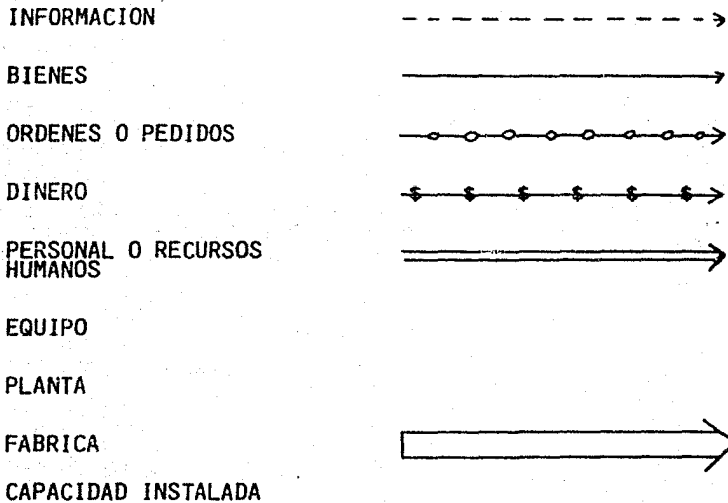 INFORMACION
BIENES
ORDENES O PEDIDOS
DINERO
$ $ $ $ $ $
PERSONAL O RECURSOS
HUMANOS
EQUIPO
PLANTA
FABRICA
CAPACIDAD INSTALADA